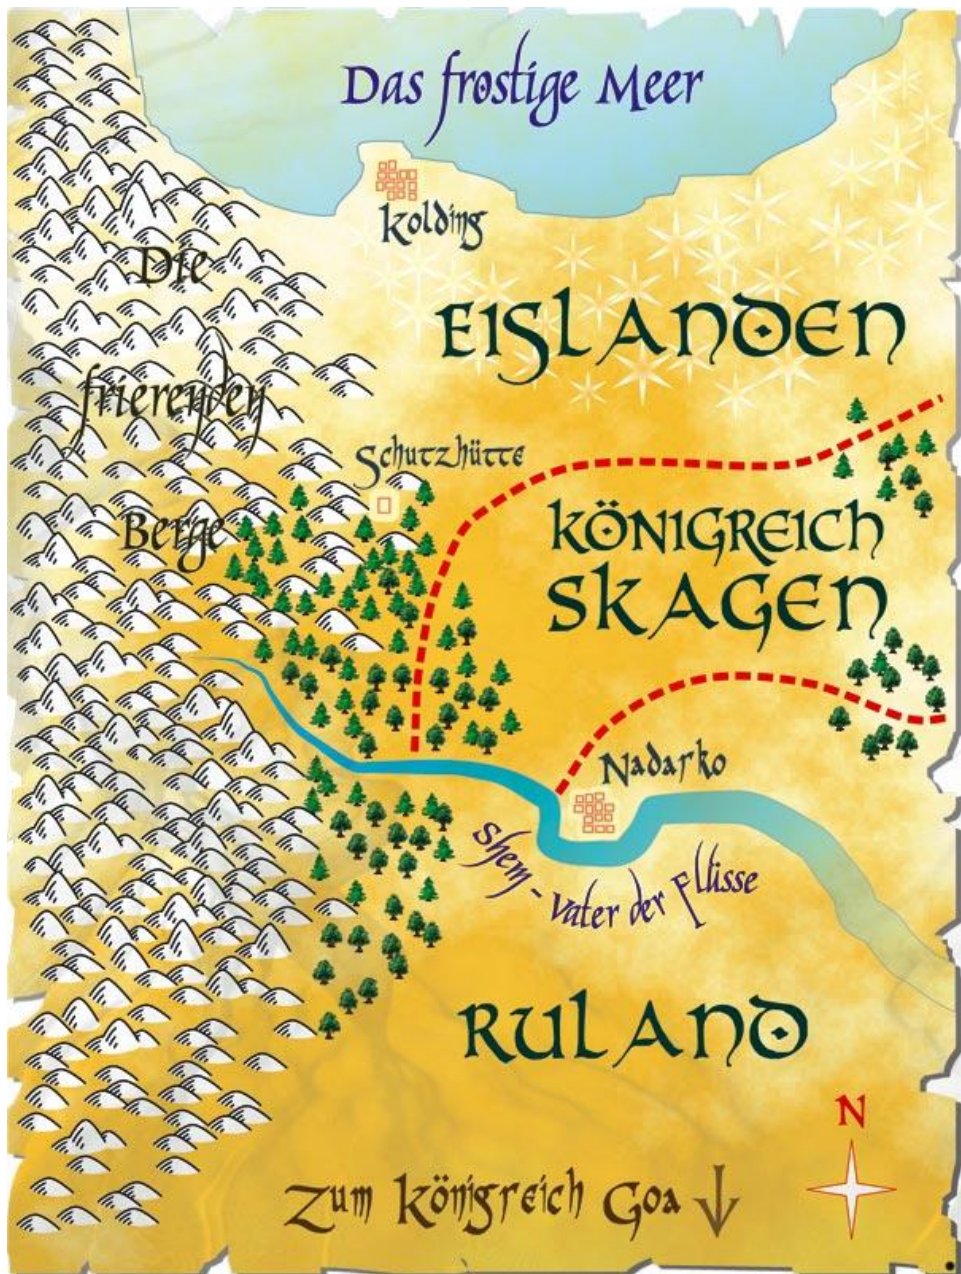 Das frostige Meer
Kolding
Die
EISLANDEN
frierenden
Schutzhütte
Berge
KÖNIGREICH
SKAGEN
Nadarko
Shem - Vater der Flüsse
RULAND
N
Zum Königreich Goa